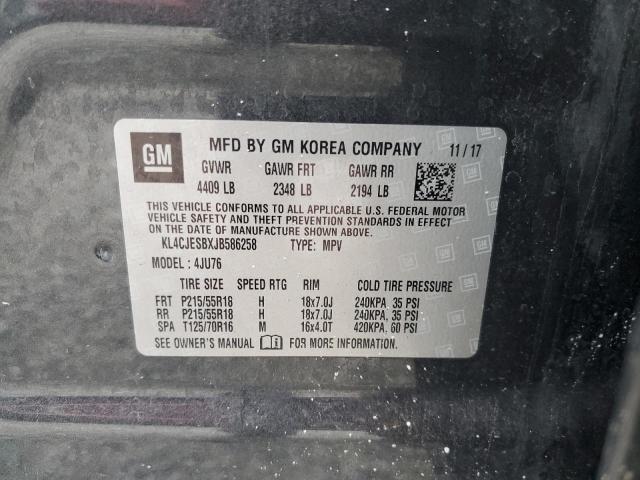 GM MFD BY GM KOREA COMPANY 11/17
GVWR GAWR FRT GAWR RR
4409 LB 2348 LB 2194 LB
THIS VEHICLE CONFORMS TO ALL APPLICABLE U.S. FEDERAL MOTOR
VEHICLE SAFETY AND THEFT PREVENTION STANDARDS IN EFFECT
ON THE DATE OF MANUFACTURE SHOWN ABOVE.
KL4CJESBXJB586258 TYPE: MPV
MODEL : 4JU76
TIRE SIZE SPEED RTG RIM COLD TIRE PRESSURE
FRT P215/55R18 H 18x7.0J 240KPA, 35 PSI
RR P215/55R18 H 18x7.0J 240KPA, 35 PSI
SPA T125/70R16 M 16x4.0T 420KPA, 60 PSI
SEE OWNER'S MANUAL FOR MORE INFORMATION.